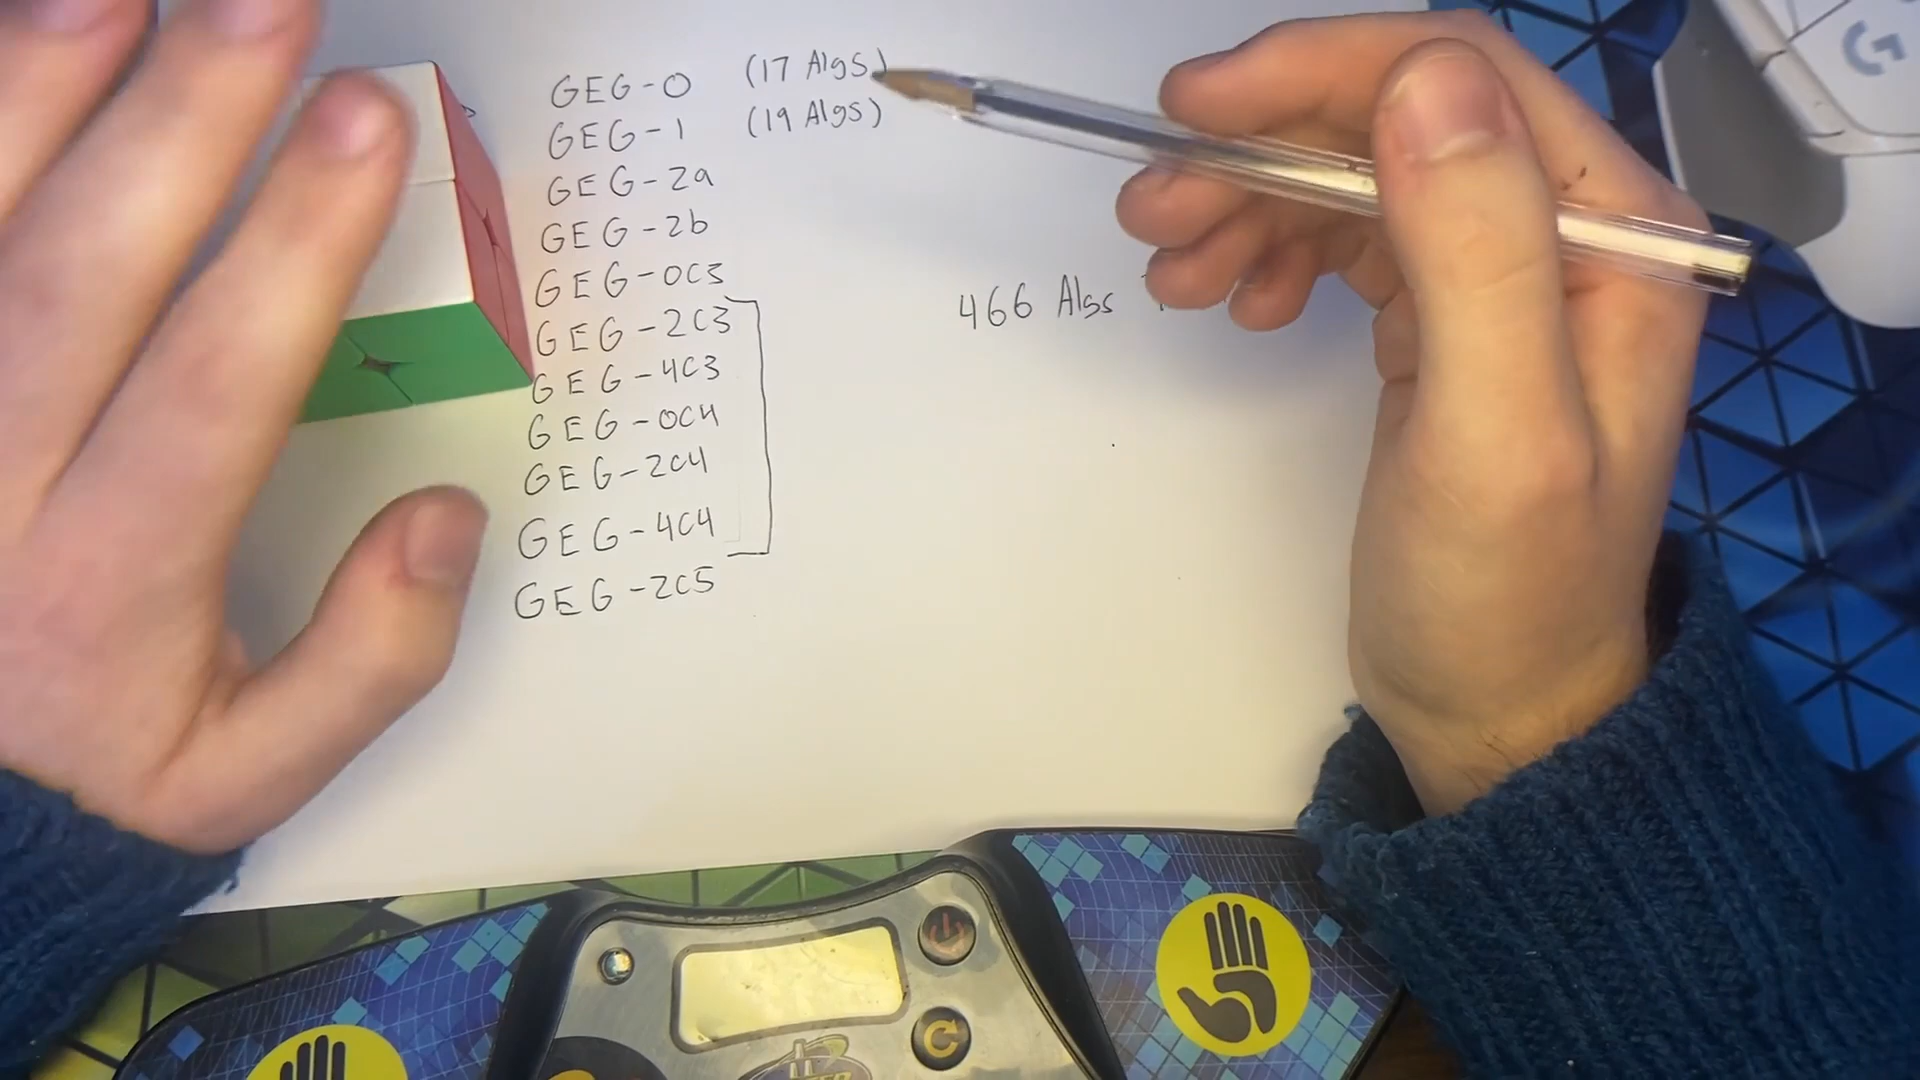 GEG-0 (17 Algs)
GEG-1 (19 Algs)
GEG-2a
GEG-2b
GEG-0C3
GEG-2C3
GEG-4C3
GEG-0C4
GEG-2C4
GEG-4C4
GEG-2C5
466 Algs